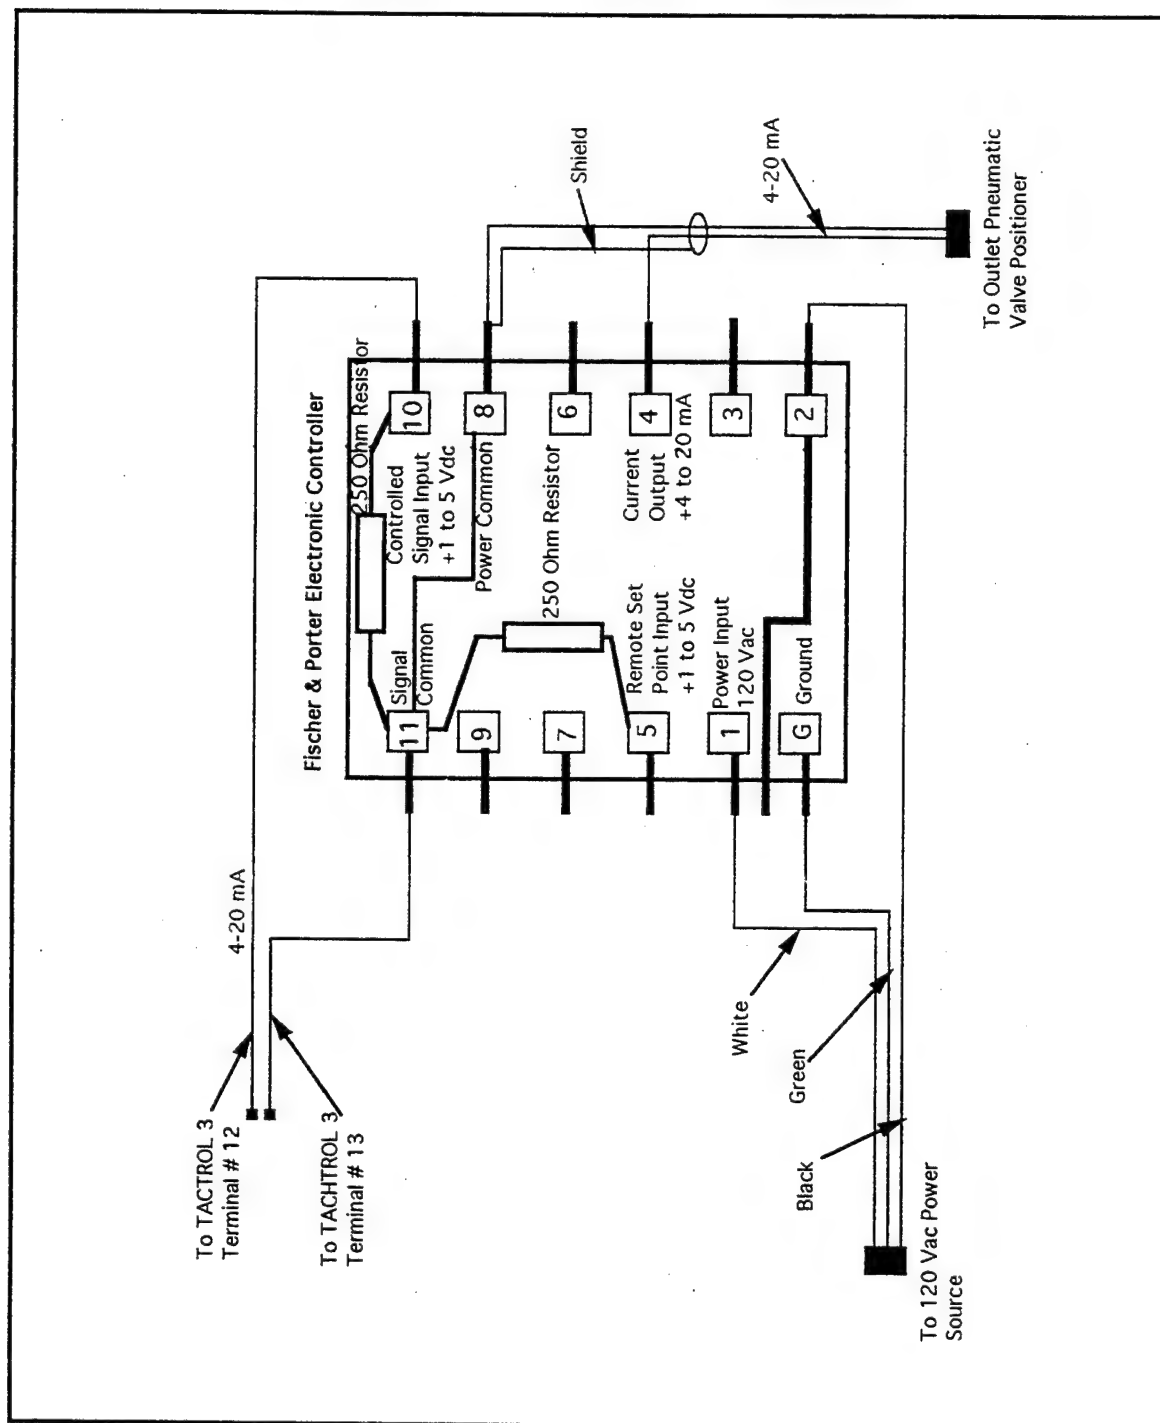 Fischer & Porter Electronic Controller
To TACTROL 3
Terminal # 12
4-20 mA
To TACHTROL 3
Terminal # 13
250 Ohm Resistor
11
Signal
Common
Controlled
Signal Input
+1 to 5 Vdc
10
9
Power Common
8
7
250 Ohm Resistor
6
5
Remote Set
Point Input
+1 to 5 Vdc
Current
Output
+4 to 20 mA
4
1
Power Input
120 Vac
3
G
Ground
2
Shield
4-20 mA
To Outlet Pneumatic
Valve Positioner
White
Green
Black
To 120 Vac Power
Source